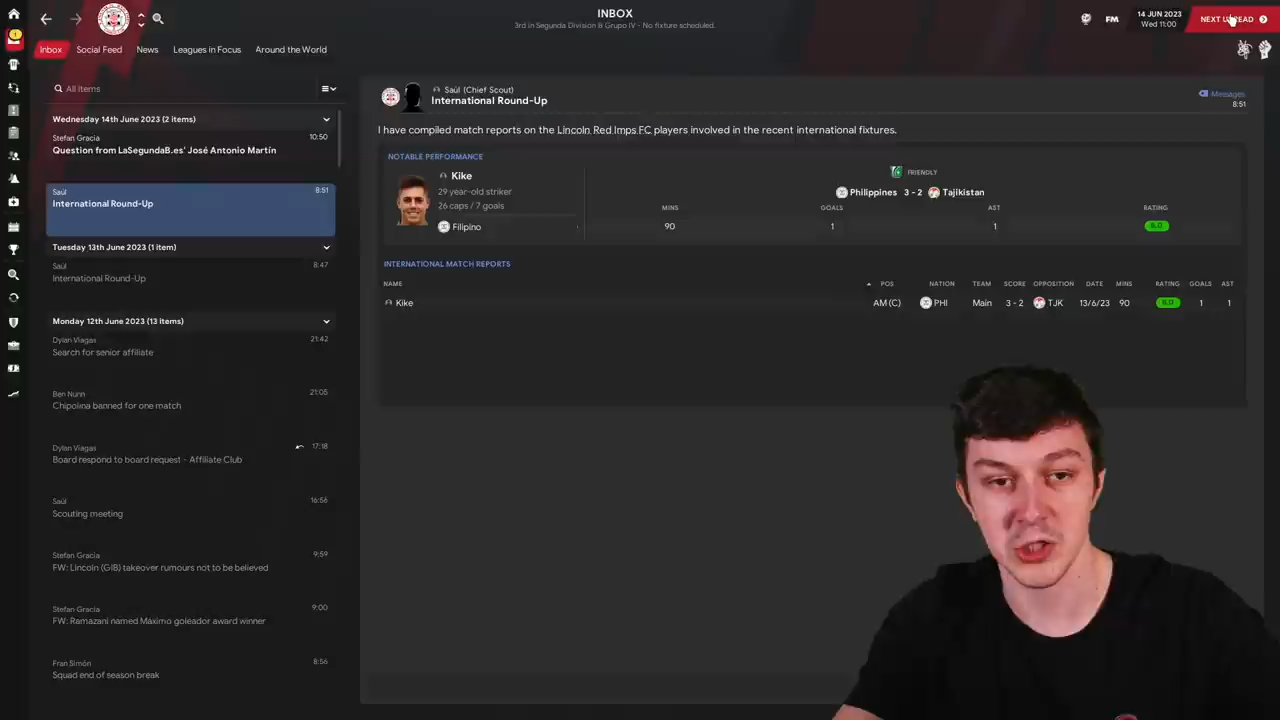 INBOX
3rd in Segunda División B Grupo IV - No fixture scheduled.
FM
14 JUN 2023
Wed 11:00
Inbox
Social Feed
News
Leagues in Focus
Around the World
All Items
Wednesday 14th June 2023 (2 items)
Stefan Gracia
10:50
Question from LaSegundaB.es' José Antonio Martín
Saúl
8:51
International Round-Up
Tuesday 13th June 2023 (1 item)
Saúl
8:47
International Round-Up
Monday 12th June 2023 (13 items)
Dylan Viagas
21:42
Search for senior affiliate
Ben Nunn
21:05
Chipolina banned for one match
Dylan Viagas
17:18
Board respond to board request - Affiliate Club
Saúl
16:56
Scouting meeting
Stefan Gracia
9:59
FW: Lincoln (GIB) takeover rumours not to be believed
Stefan Gracia
9:00
FW: Ramazani named Máximo goleador award winner
Fran Simón
8:56
Squad end of season break
Saúl (Chief Scout)
International Round-Up
Messages
8:51
I have compiled match reports on the Lincoln Red Imps FC players involved in the recent international fixtures.
NOTABLE PERFORMANCE
Kike
29 year-old striker
26 caps / 7 goals
Filipino
FRIENDLY
Philippines 3 - 2 Tajikistan
MINS GOALS AST RATING
90 1 1
INTERNATIONAL MATCH REPORTS
NAME POS NATION TEAM SCORE OPPOSITION DATE MINS RATING GOALS AST
Kike AM (C) PHI Main 3 - 2 TJK 13/6/23 90 1 1